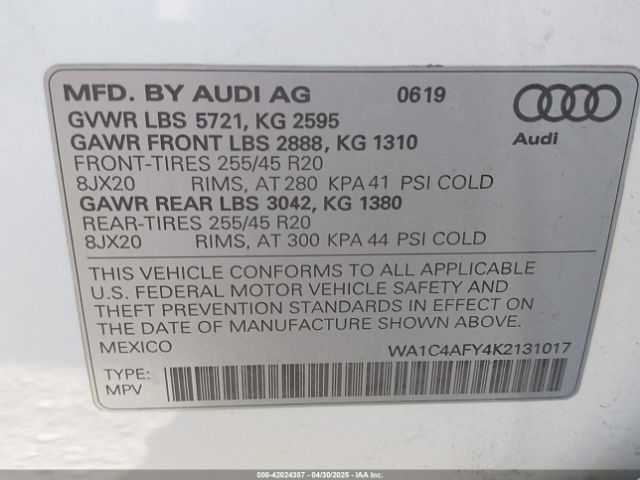 MFD. BY AUDI AG 0619
GVWR LBS 5721, KG 2595
GAWR FRONT LBS 2888, KG 1310
Audi
FRONT-TIRES 255/45 R20
8JX20 RIMS, AT 280 KPA 41 PSI COLD
GAWR REAR LBS 3042, KG 1380
REAR-TIRES 255/45 R20
8JX20 RIMS, AT 300 KPA 44 PSI COLD
THIS VEHICLE CONFORMS TO ALL APPLICABLE
U.S. FEDERAL MOTOR VEHICLE SAFETY AND
THEFT PREVENTION STANDARDS IN EFFECT ON
THE DATE OF MANUFACTURE SHOWN ABOVE.
MEXICO WA1C4AFY4K2131017
TYPE:
MPV
000-42024387 - 04/30/2025 - IAA Inc.